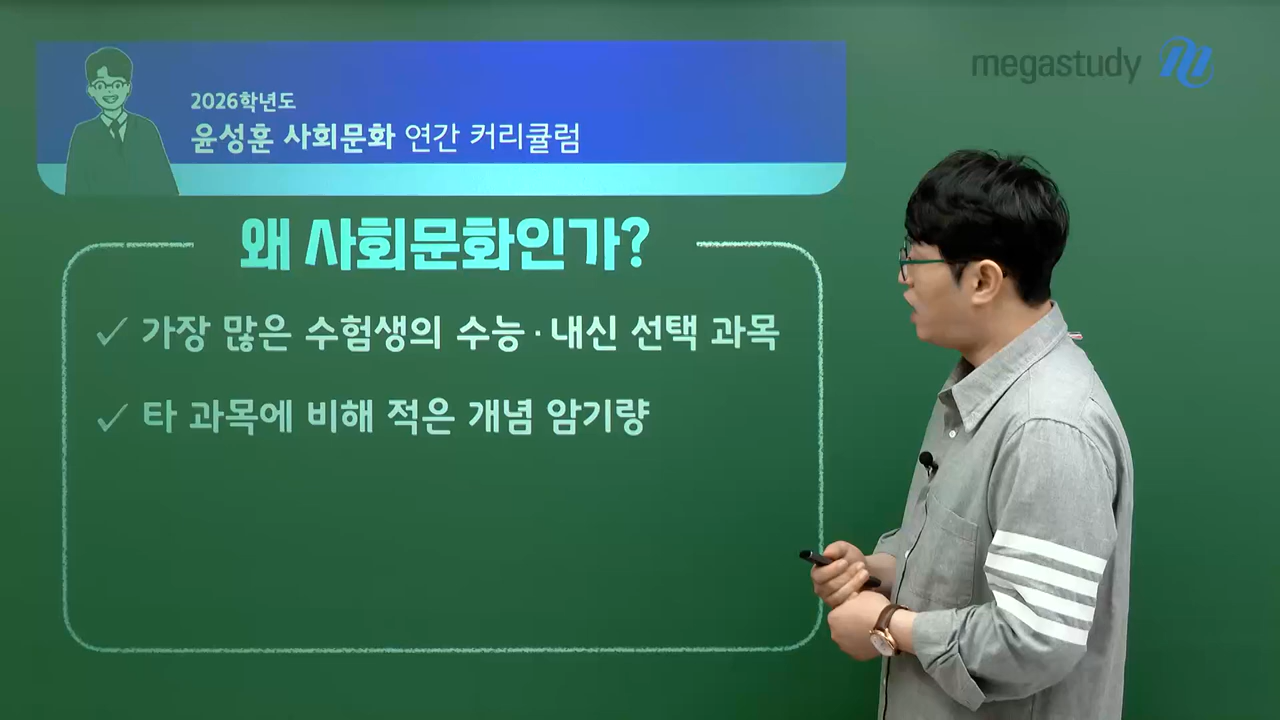 megastudy
2026학년도
윤성훈 사회문화 연간 커리큘럼
왜 사회문화인가?
가장 많은 수험생의 수능·내신 선택 과목
타 과목에 비해 적은 개념 암기량